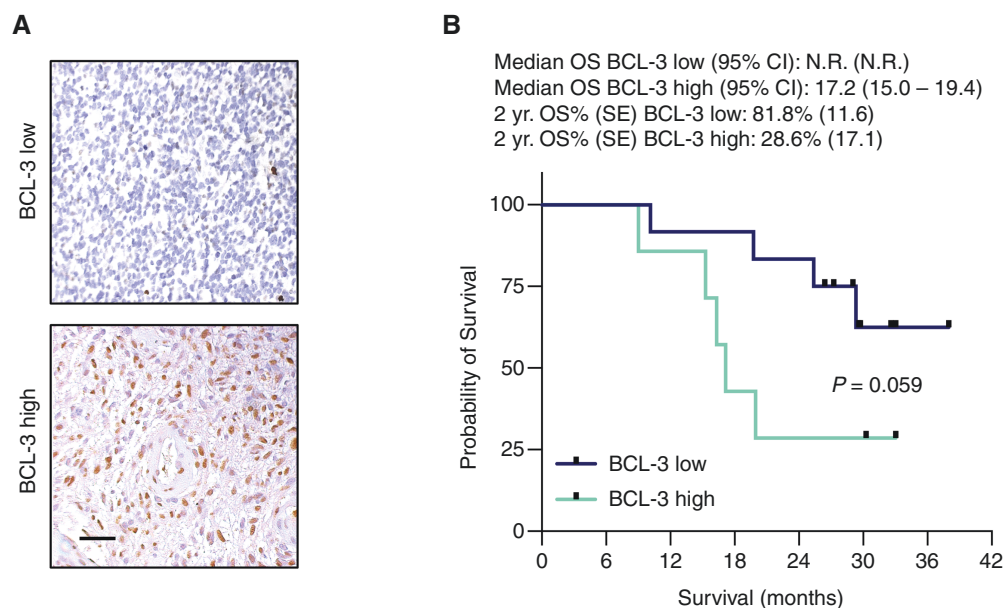 A
BCL-3 low
BCL-3 high
B
Median OS BCL-3 low (95% CI): N.R. (N.R.)
Median OS BCL-3 high (95% CI): 17.2 (15.0 – 19.4)
2 yr. OS% (SE) BCL-3 low: 81.8% (11.6)
2 yr. OS% (SE) BCL-3 high: 28.6% (17.1)
Probability of Survival
100
75
50
25
0
P = 0.059
BCL-3 low
BCL-3 high
0 6 12 18 24 30 36 42
Survival (months)